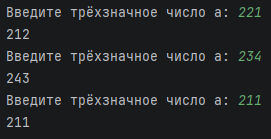 Введите трёхзначное число a: 221
212
Введите трёхзначное число a: 234
243
Введите трёхзначное число a: 211
211